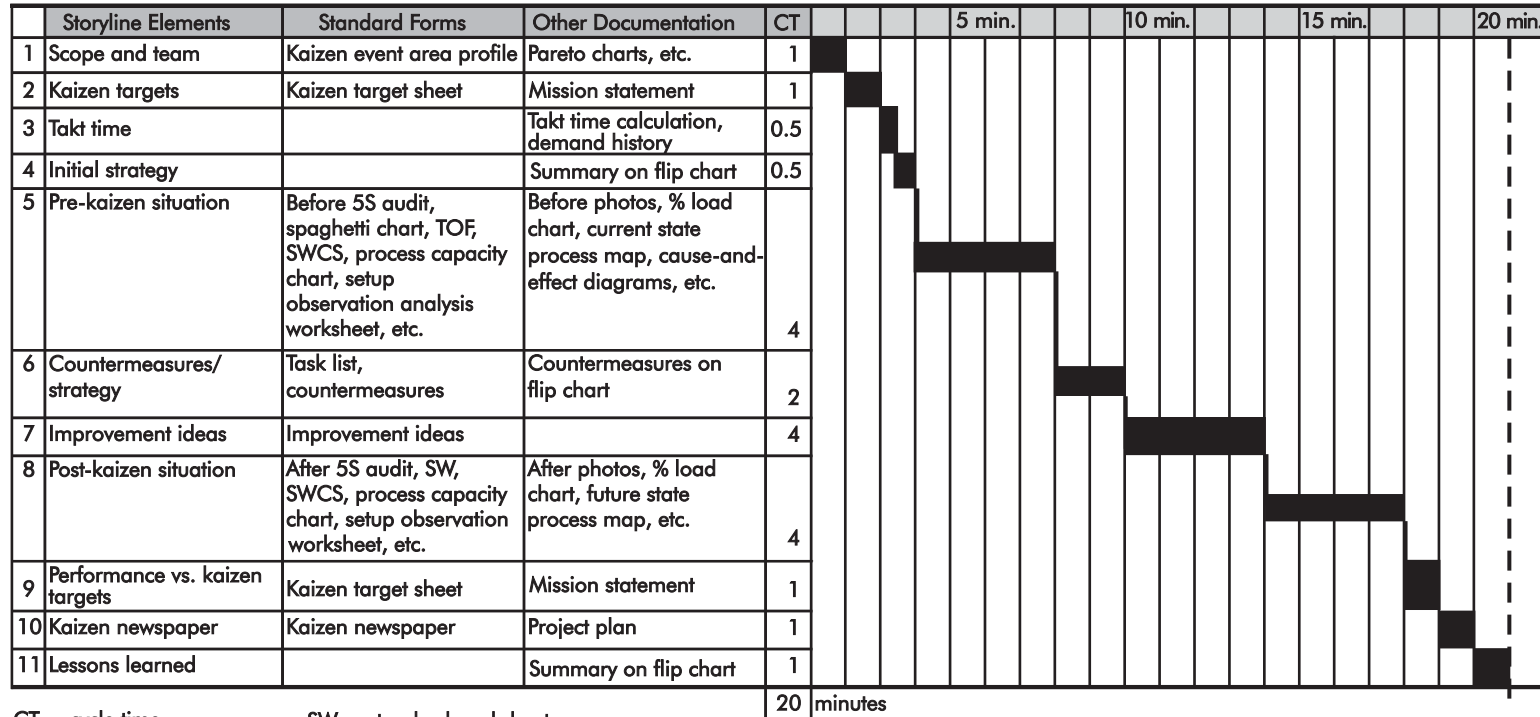 Storyline Elements Standard Forms Other Documentation CT 5 min. 10 min. 15 min. 20 min.
1 Scope and team Kaizen event area profile Pareto charts, etc. 1
2 Kaizen targets Kaizen target sheet Mission statement 1
3 Takt time Takt time calculation,
demand history 0.5
4 Initial strategy Summary on flip chart 0.5
5 Pre-kaizen situation Before 5S audit, Before photos, % load
spaghetti chart, TOF, chart, current state
SWCS, process capacity process map, cause-and-
chart, setup effect diagrams, etc.
observation analysis
worksheet, etc. 4
6 Countermeasures/ Task list, Countermeasures on
strategy countermeasures flip chart 2
7 Improvement ideas Improvement ideas 4
8 Post-kaizen situation After 5S audit, SW, After photos, % load
SWCS, process capacity chart, future state
chart, setup observation process map, etc.
worksheet, etc. 4
9 Performance vs. kaizen
targets Kaizen target sheet Mission statement 1
10 Kaizen newspaper Kaizen newspaper Project plan 1
11 Lessons learned Summary on flip chart 1
20 minutes
CT cycle time SW